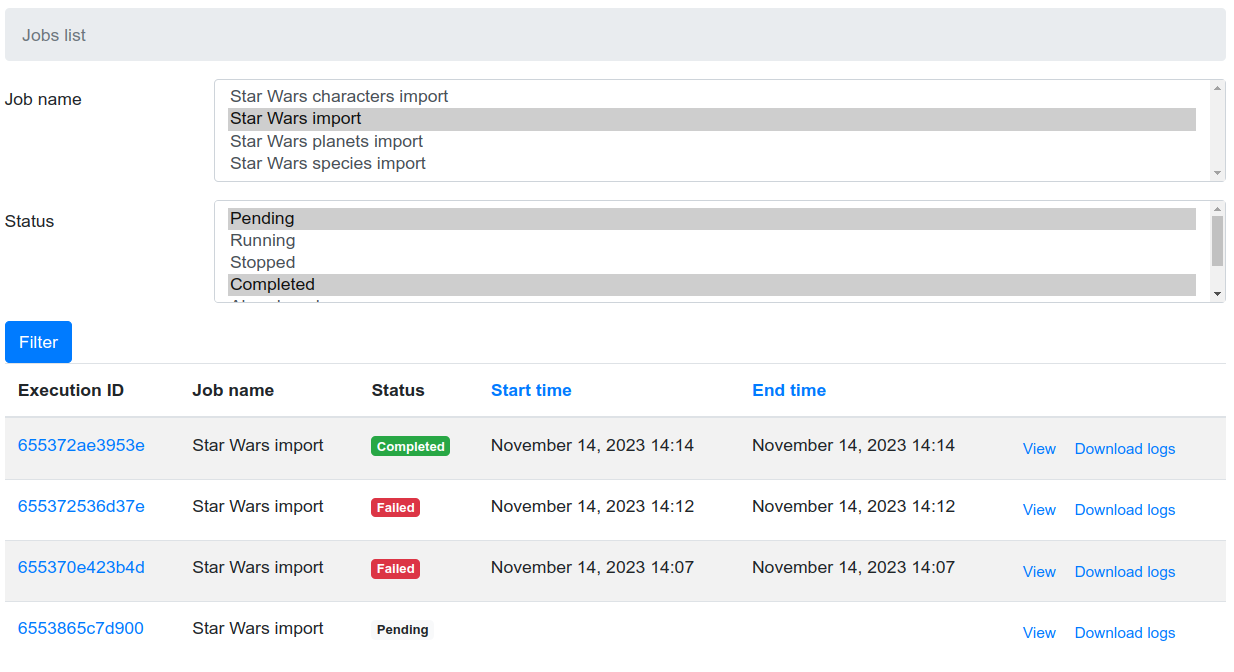 Jobs list
Job name
Star Wars characters import
Star Wars import
Star Wars planets import
Star Wars species import
Status
Pending
Running
Stopped
Completed
Filter
Execution ID Job name Status Start time End time
655372ae3953e Star Wars import Completed November 14, 2023 14:14 November 14, 2023 14:14 View Download logs
655372536d37e Star Wars import Failed November 14, 2023 14:12 November 14, 2023 14:12 View Download logs
655370e423b4d Star Wars import Failed November 14, 2023 14:07 November 14, 2023 14:07 View Download logs
6553865c7d900 Star Wars import Pending View Download logs